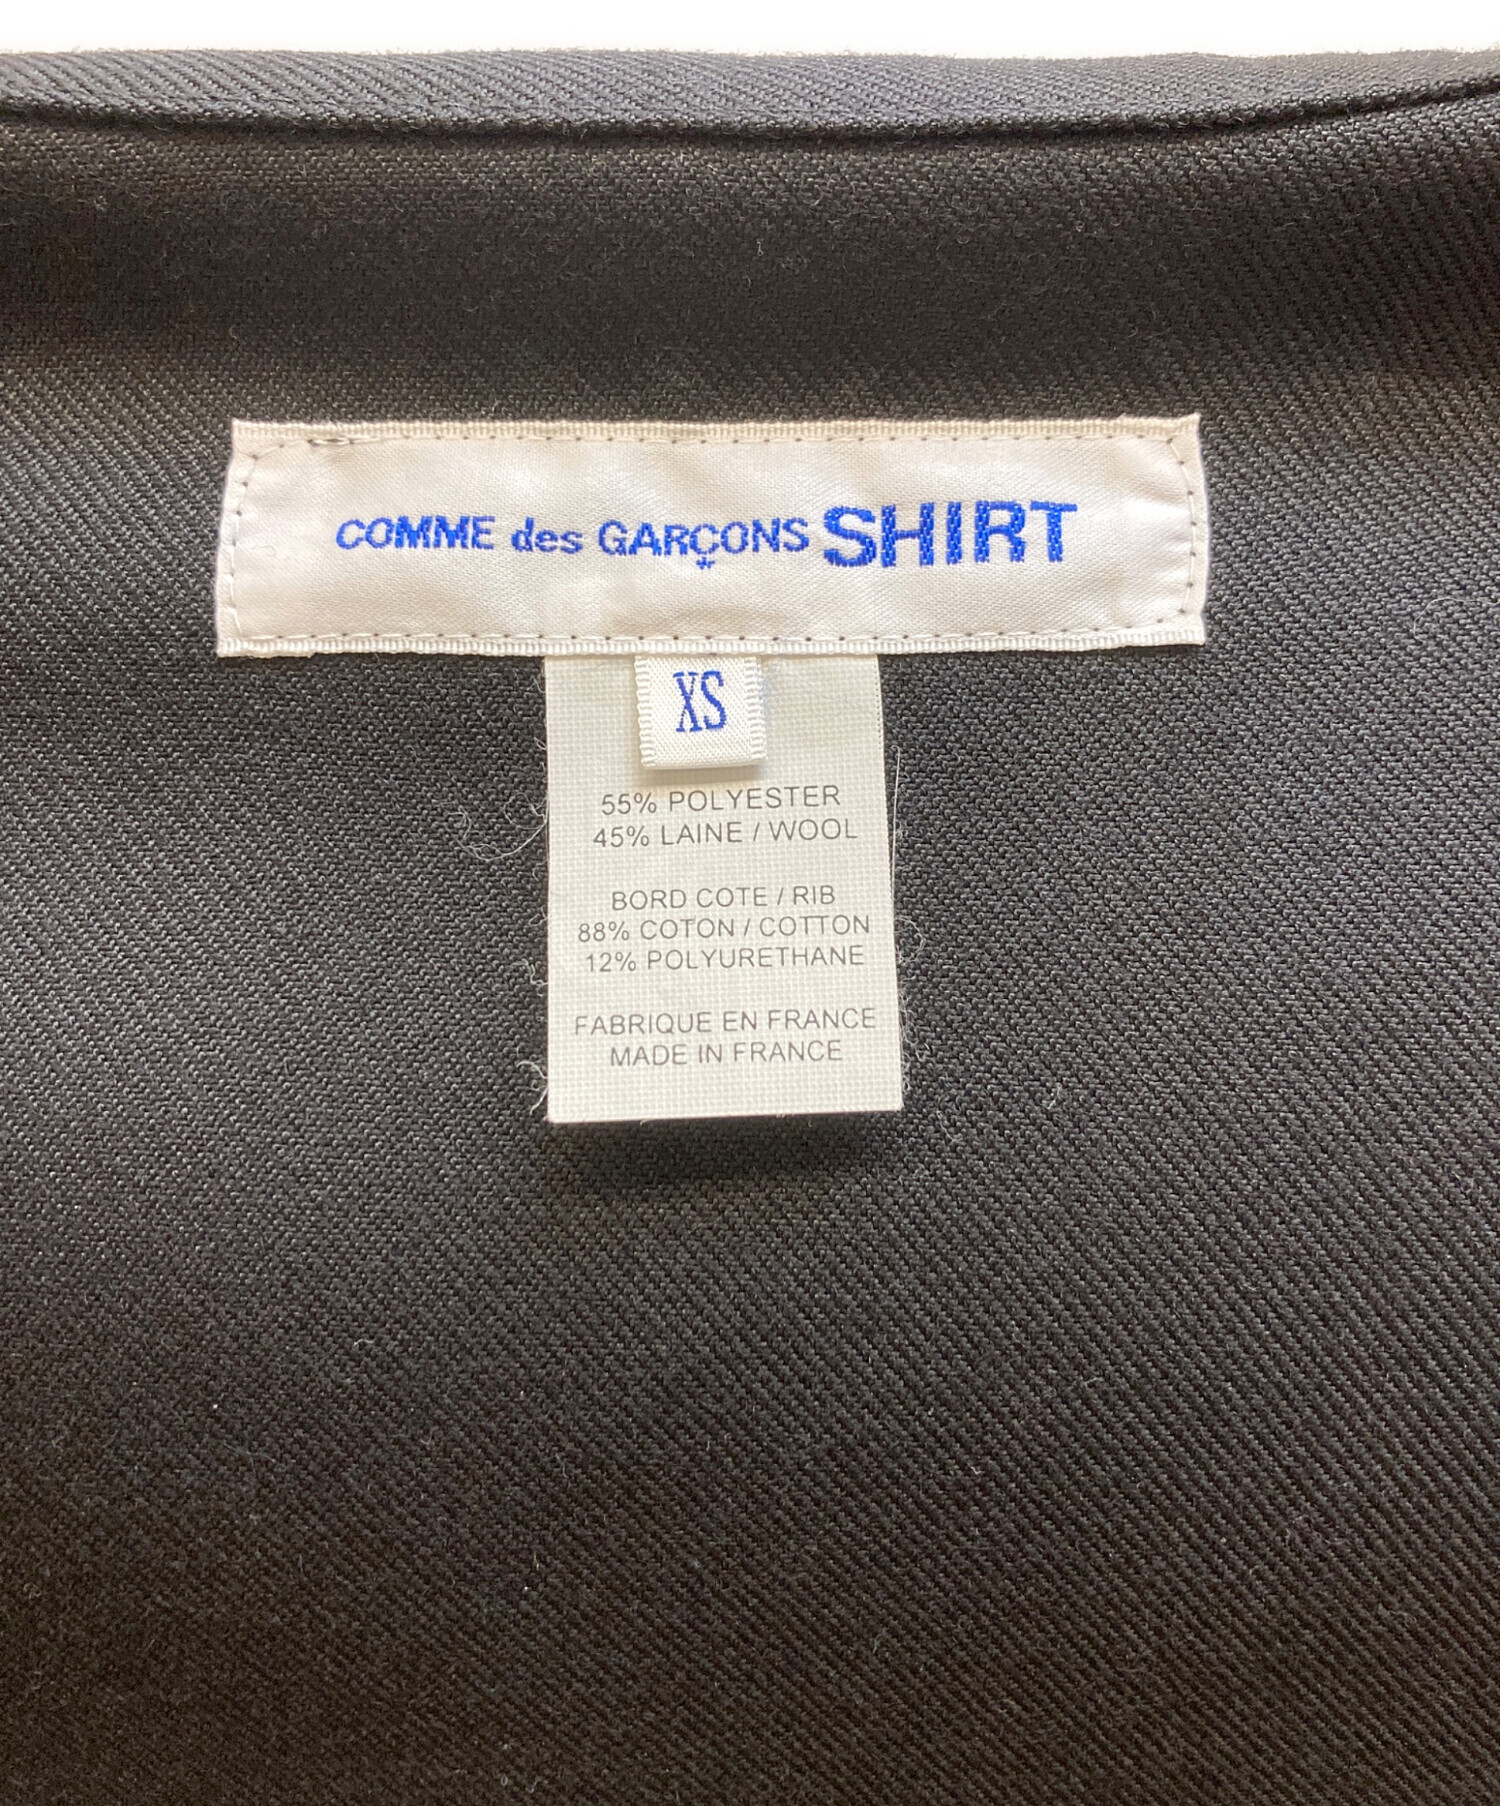 COMME des GARÇONS SHIRT
XS
55% POLYESTER
45% LAINE / WOOL
BORD COTE / RIB
88% COTON / COTTON
12% POLYURETHANE
FABRIQUE EN FRANCE
MADE IN FRANCE